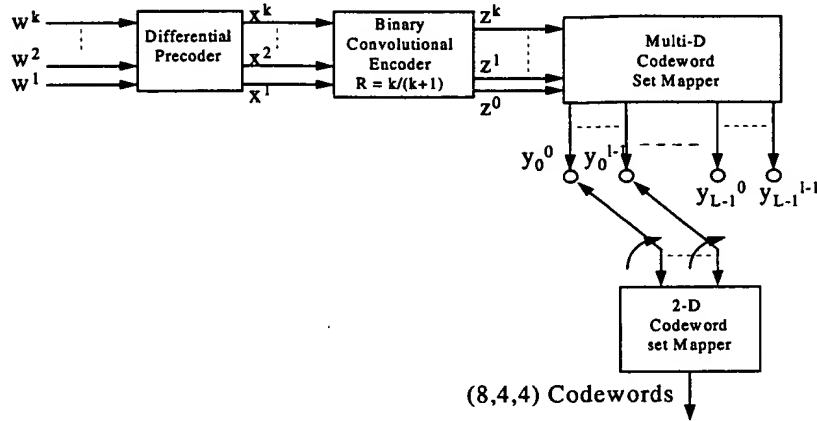 w^k
w^2
w^1
Differential
Precoder
x^k
x^2
x^1
Binary
Convolutional
Encoder
R = k/(k+1)
z^k
z^1
z^0
Multi-D
Codeword
Set Mapper
y_0^0
y_0^{l-1}
y_{L-1}^0
y_{L-1}^{l-1}
2-D
Codeword
set Mapper
(8,4,4) Codewords